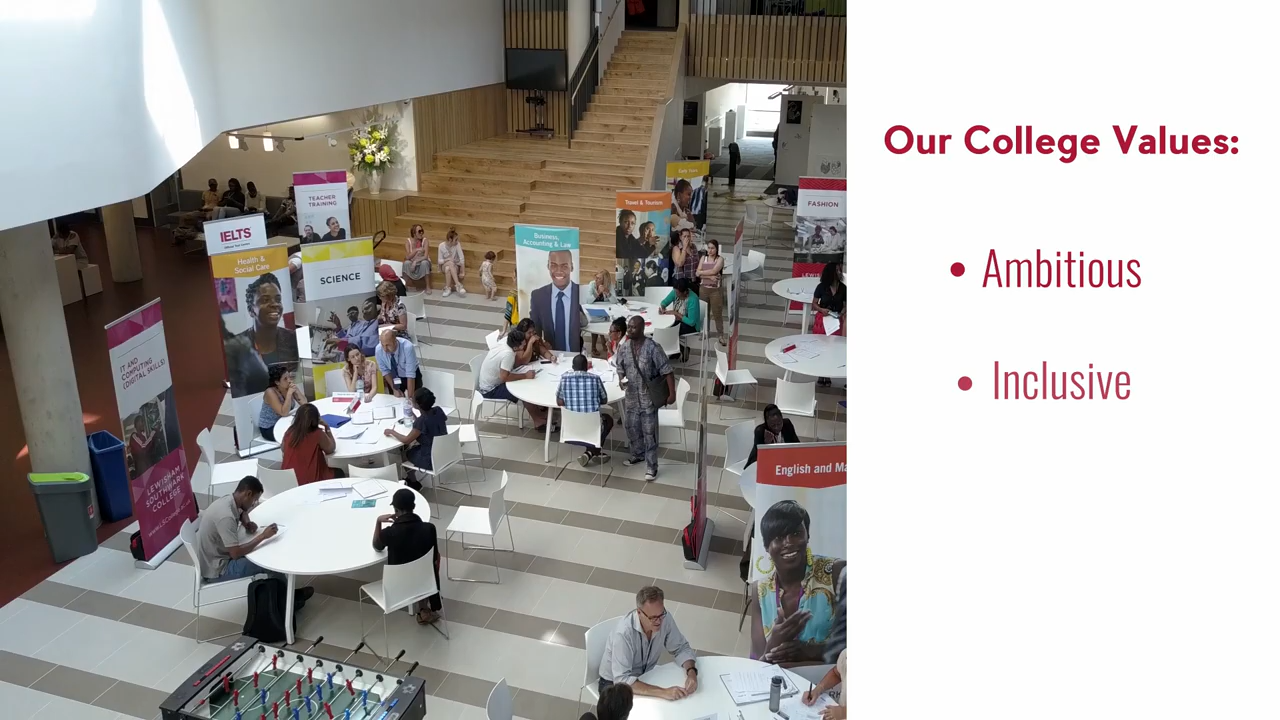 Our College Values:
• Ambitious
• Inclusive
TEACHER
TRAINING
IELTS
Health &
Social Care
SCIENCE
Business,
Accounting & Law
Travel & Tourism
FASHION
IT AND
COMPUTING
(DIGITAL SKILLS)
LEWISHAM
SOUTHWARK
COLLEGE
English and Ma